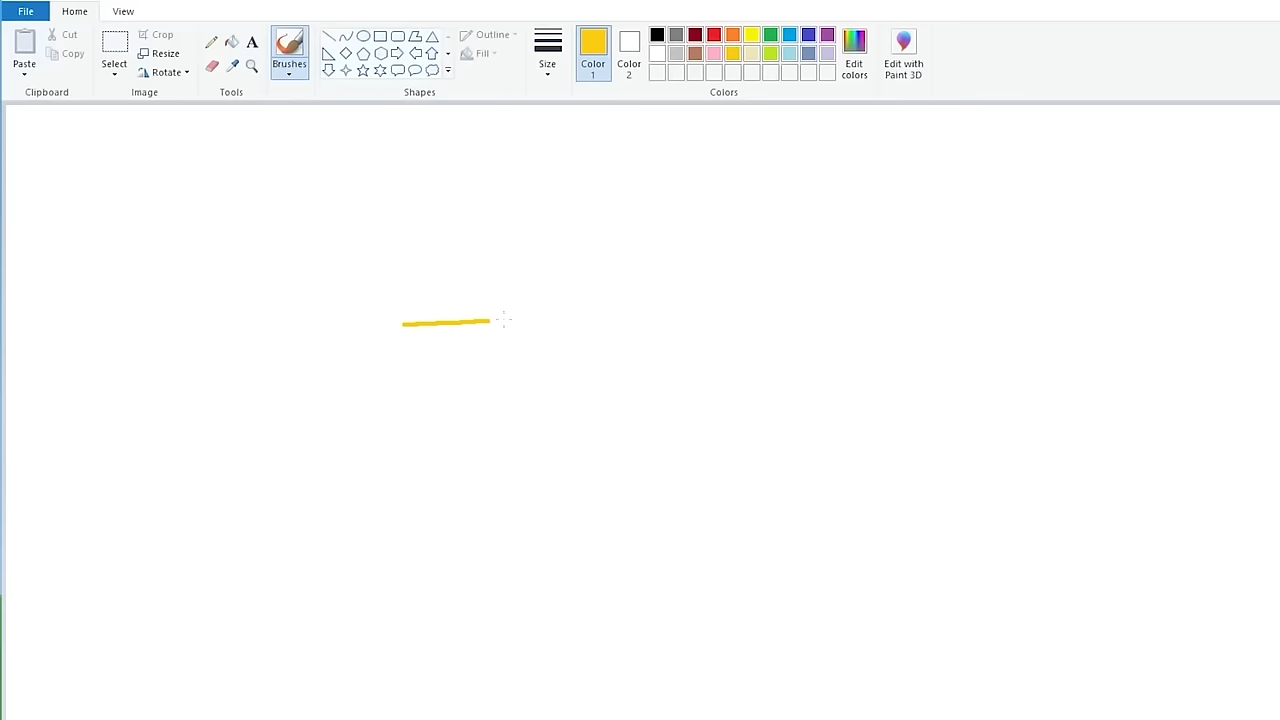 File Home View
Paste Cut Copy Clipboard
Select Crop Resize Rotate Image
A Tools
Brushes
Shapes Outline Fill
Size
Color 1 Color 2 Colors Edit colors
Edit with Paint 3D